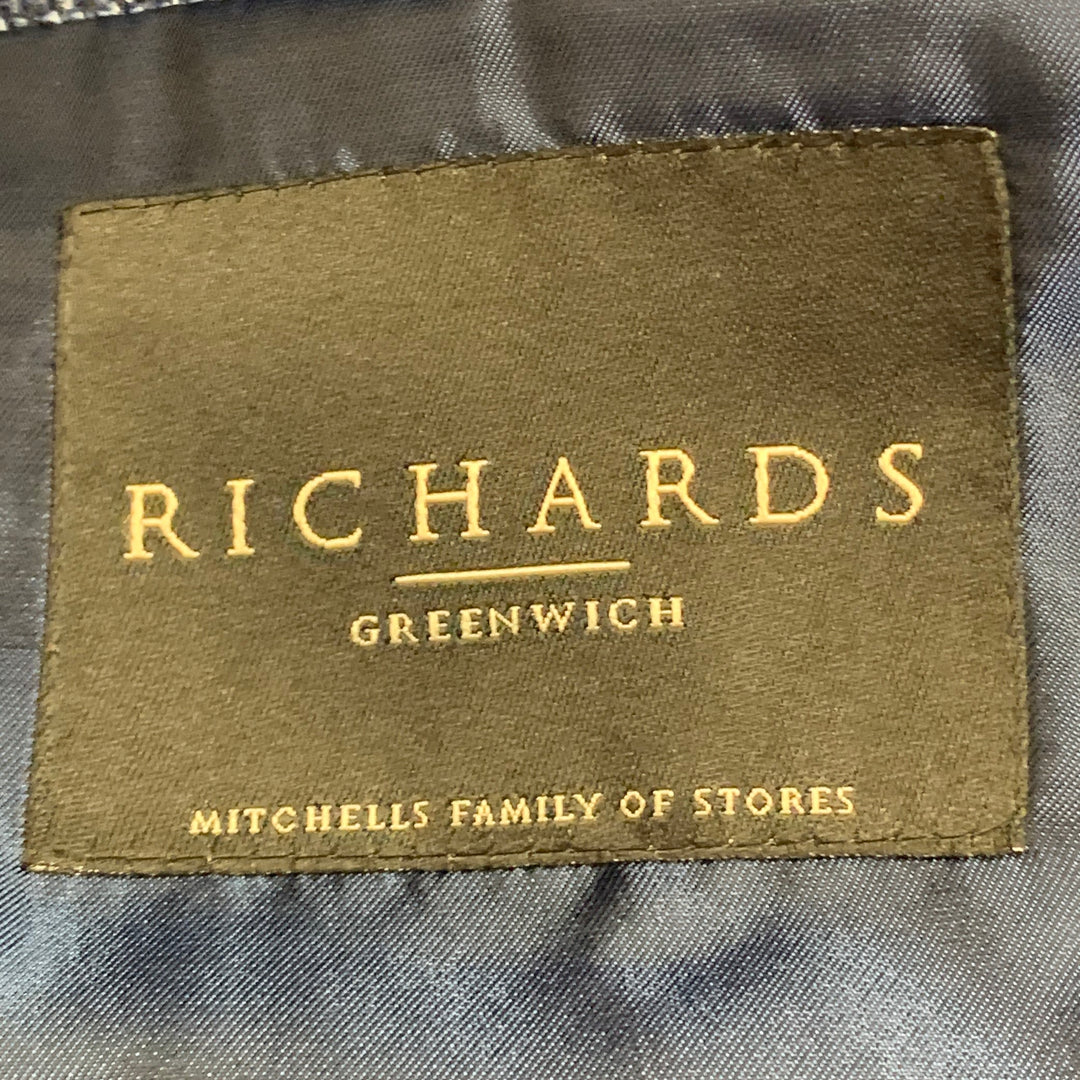 RICHARDS
GREENWICH
MITCHELLS FAMILY OF STORES